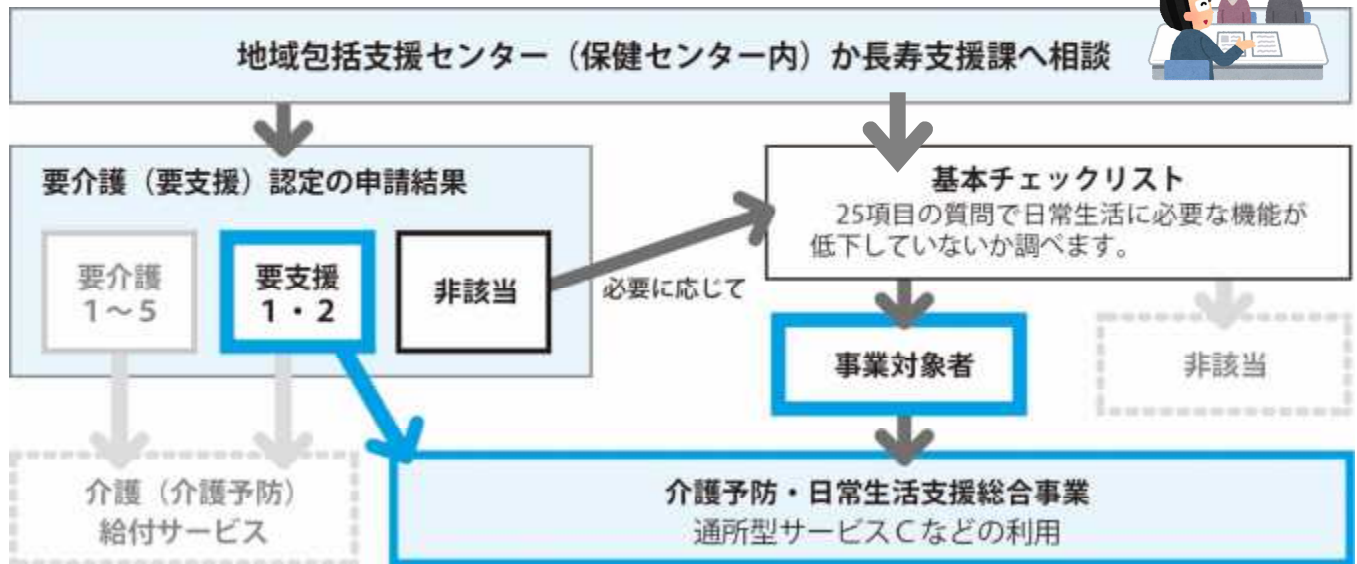 地域包括支援センター（保健センター内）か長寿支援課へ相談
要介護（要支援）認定の申請結果
要介護
1～5
要支援
1・2
非該当
必要に応じて
基本チェックリスト
25項目の質問で日常生活に必要な機能が
低下していないか調べます。
事業対象者
非該当
介護（介護予防）
給付サービス
介護予防・日常生活支援総合事業
通所型サービスCなどの利用